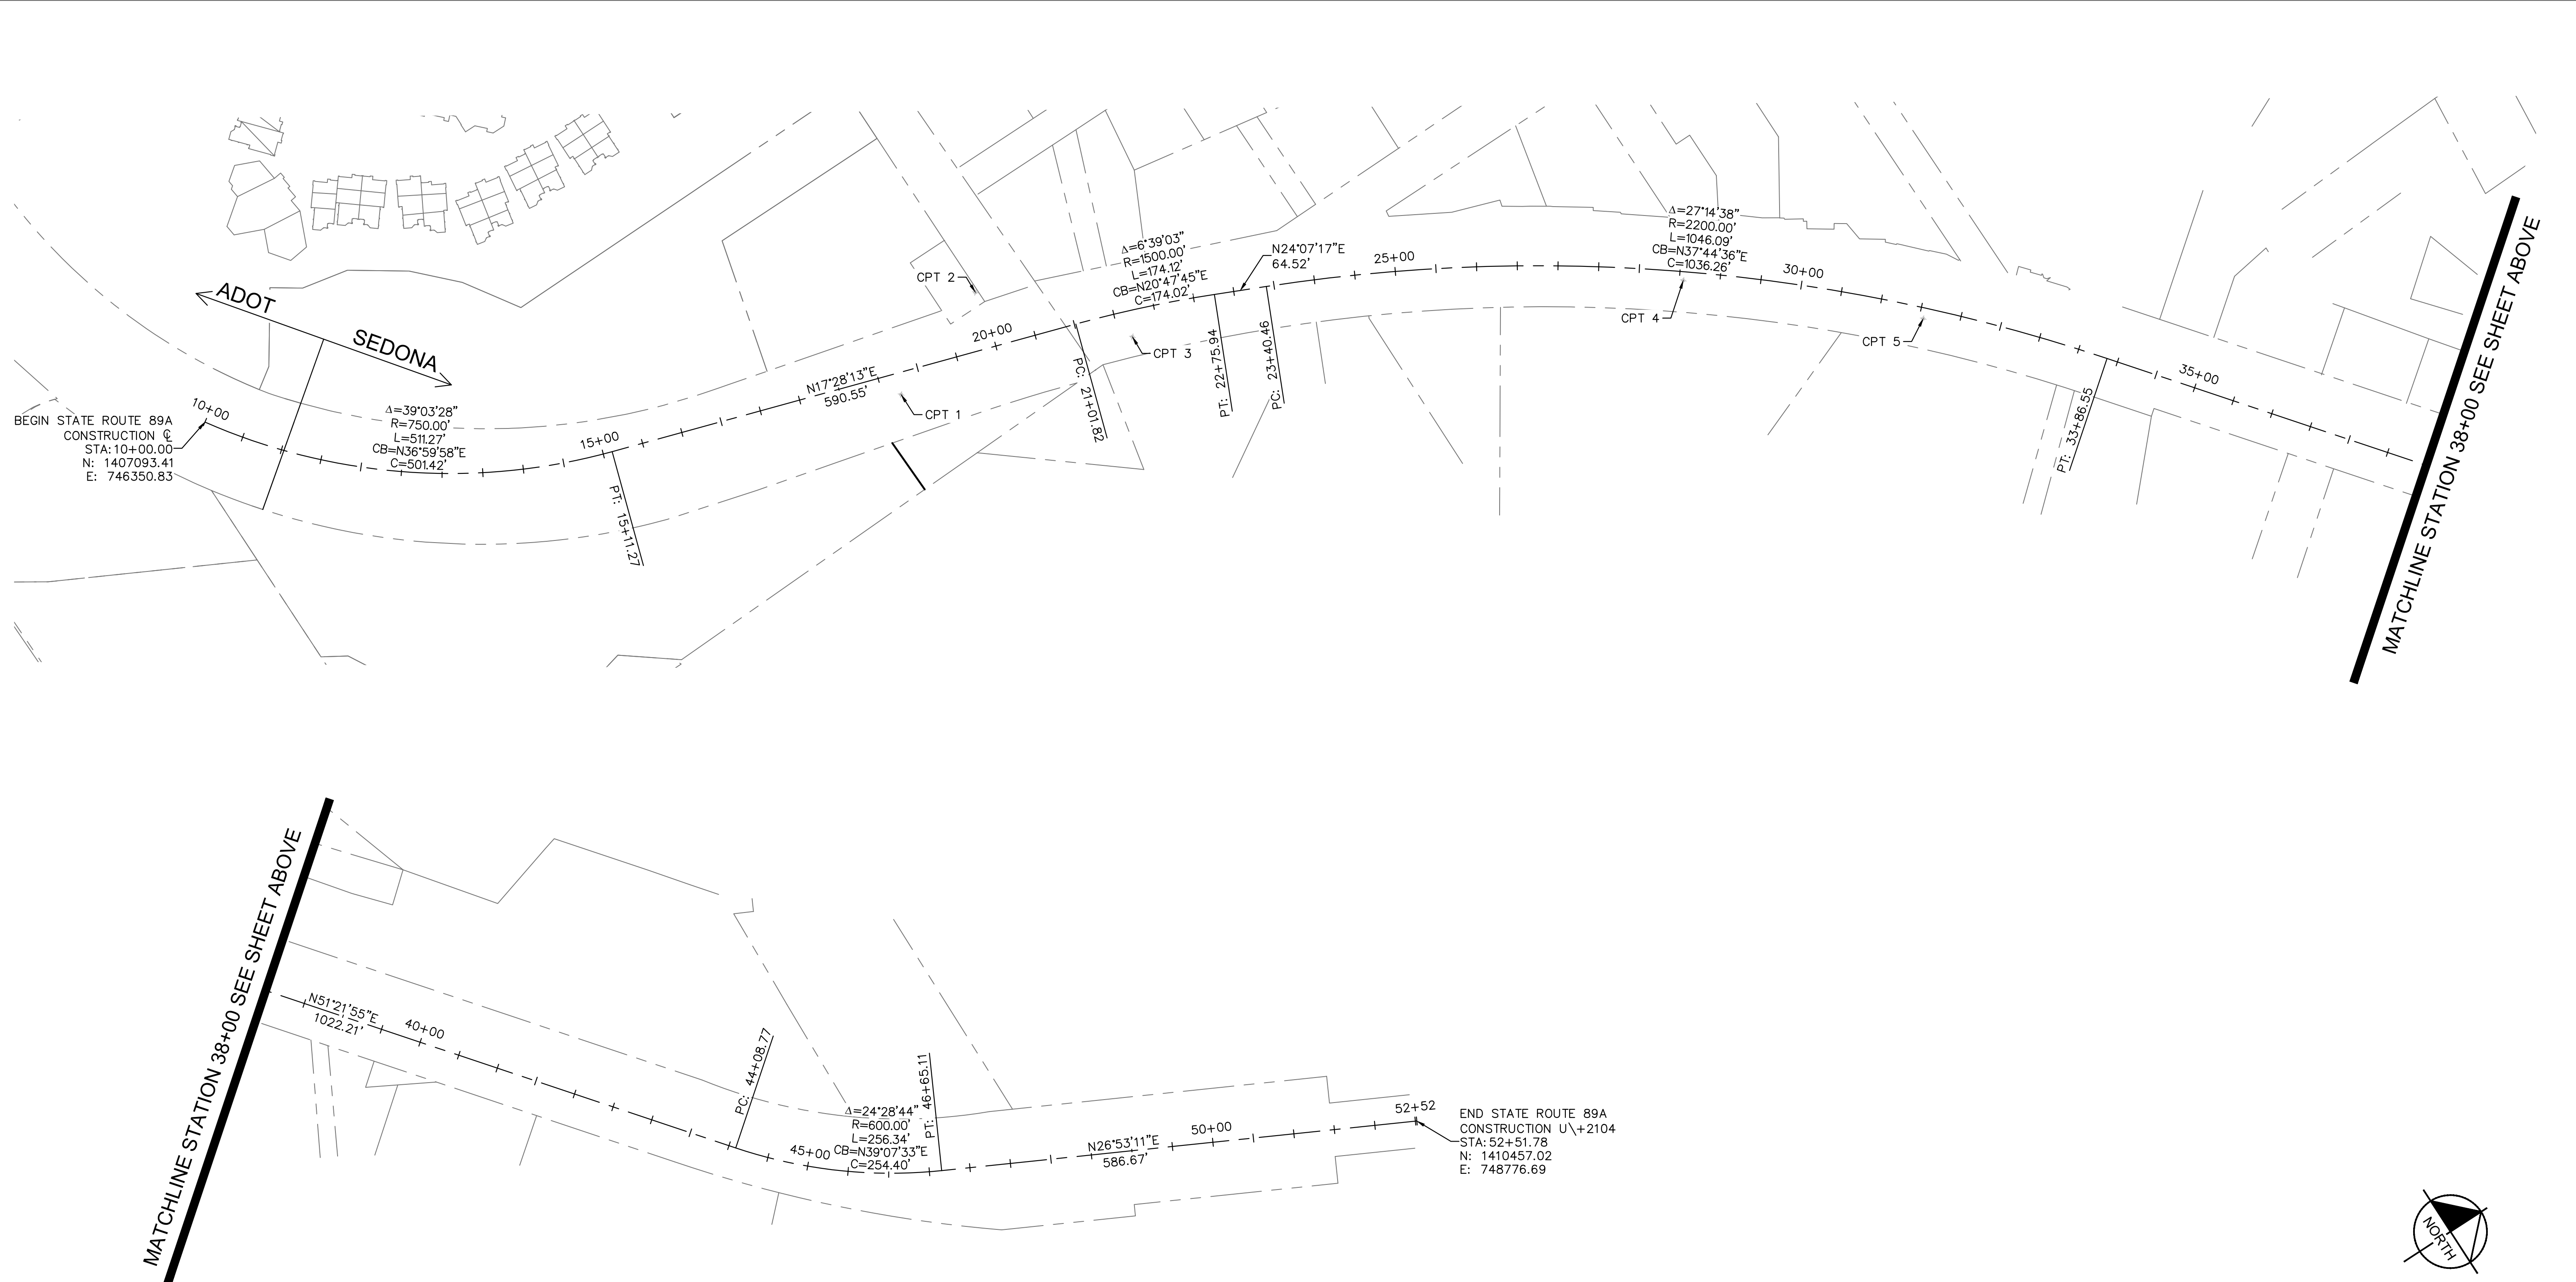 ADOT
SEDONA
10+00
BEGIN STATE ROUTE 89A
CONSTRUCTION ℄
STA: 10+00.00
N: 1407093.41
E: 746350.83
Δ=39°03'28"
R=750.00'
L=511.27'
CB=N36°59'58"E
C=501.42'
15+00
PT: 15+11.27
N17°28'13"E
590.55'
CPT 1
CPT 2
20+00
PC: 21+01.82
Δ=6°39'03"
R=1500.00'
L=174.12'
CB=N20°47'45"E
C=174.02'
CPT 3
PT: 22+75.94
N24°07'17"E
64.52'
PC: 23+40.46
25+00
Δ=27°14'38"
R=2200.00'
L=1046.09'
CB=N37°44'36"E
C=1036.26'
CPT 4
30+00
CPT 5
PT: 33+86.55
35+00
MATCHLINE STATION 38+00 SEE SHEET ABOVE
MATCHLINE STATION 38+00 SEE SHEET ABOVE
N51°21'55"E
1022.21'
40+00
PC: 44+08.77
45+00
Δ=24°28'44"
R=600.00'
L=256.34'
CB=N39°07'33"E
C=254.40'
PT: 46+65.11
N26°53'11"E
586.67'
50+00
52+52
END STATE ROUTE 89A
CONSTRUCTION U\+2104
STA: 52+51.78
N: 1410457.02
E: 748776.69
NORTH